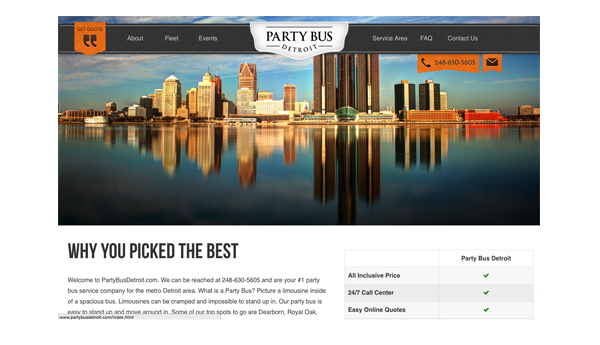 GET QUOTE
About Fleet Events
PARTY BUS
DETROIT
Service Area FAQ Contact Us
248-630-5605
WHY YOU PICKED THE BEST
Welcome to PartyBusDetroit.com. We can be reached at 248-630-5605 and are your #1 party
bus service company for the metro Detroit area. What is a Party Bus? Picture a limousine inside
of a spacious bus. Limousines can be cramped and impossible to stand up in. Our party bus is
easy to stand up and move around in. Some of our top spots to go are Dearborn, Royal Oak,
www.partybusdetroit.com/index.html
Party Bus Detroit
All Inclusive Price
24/7 Call Center
Easy Online Quotes